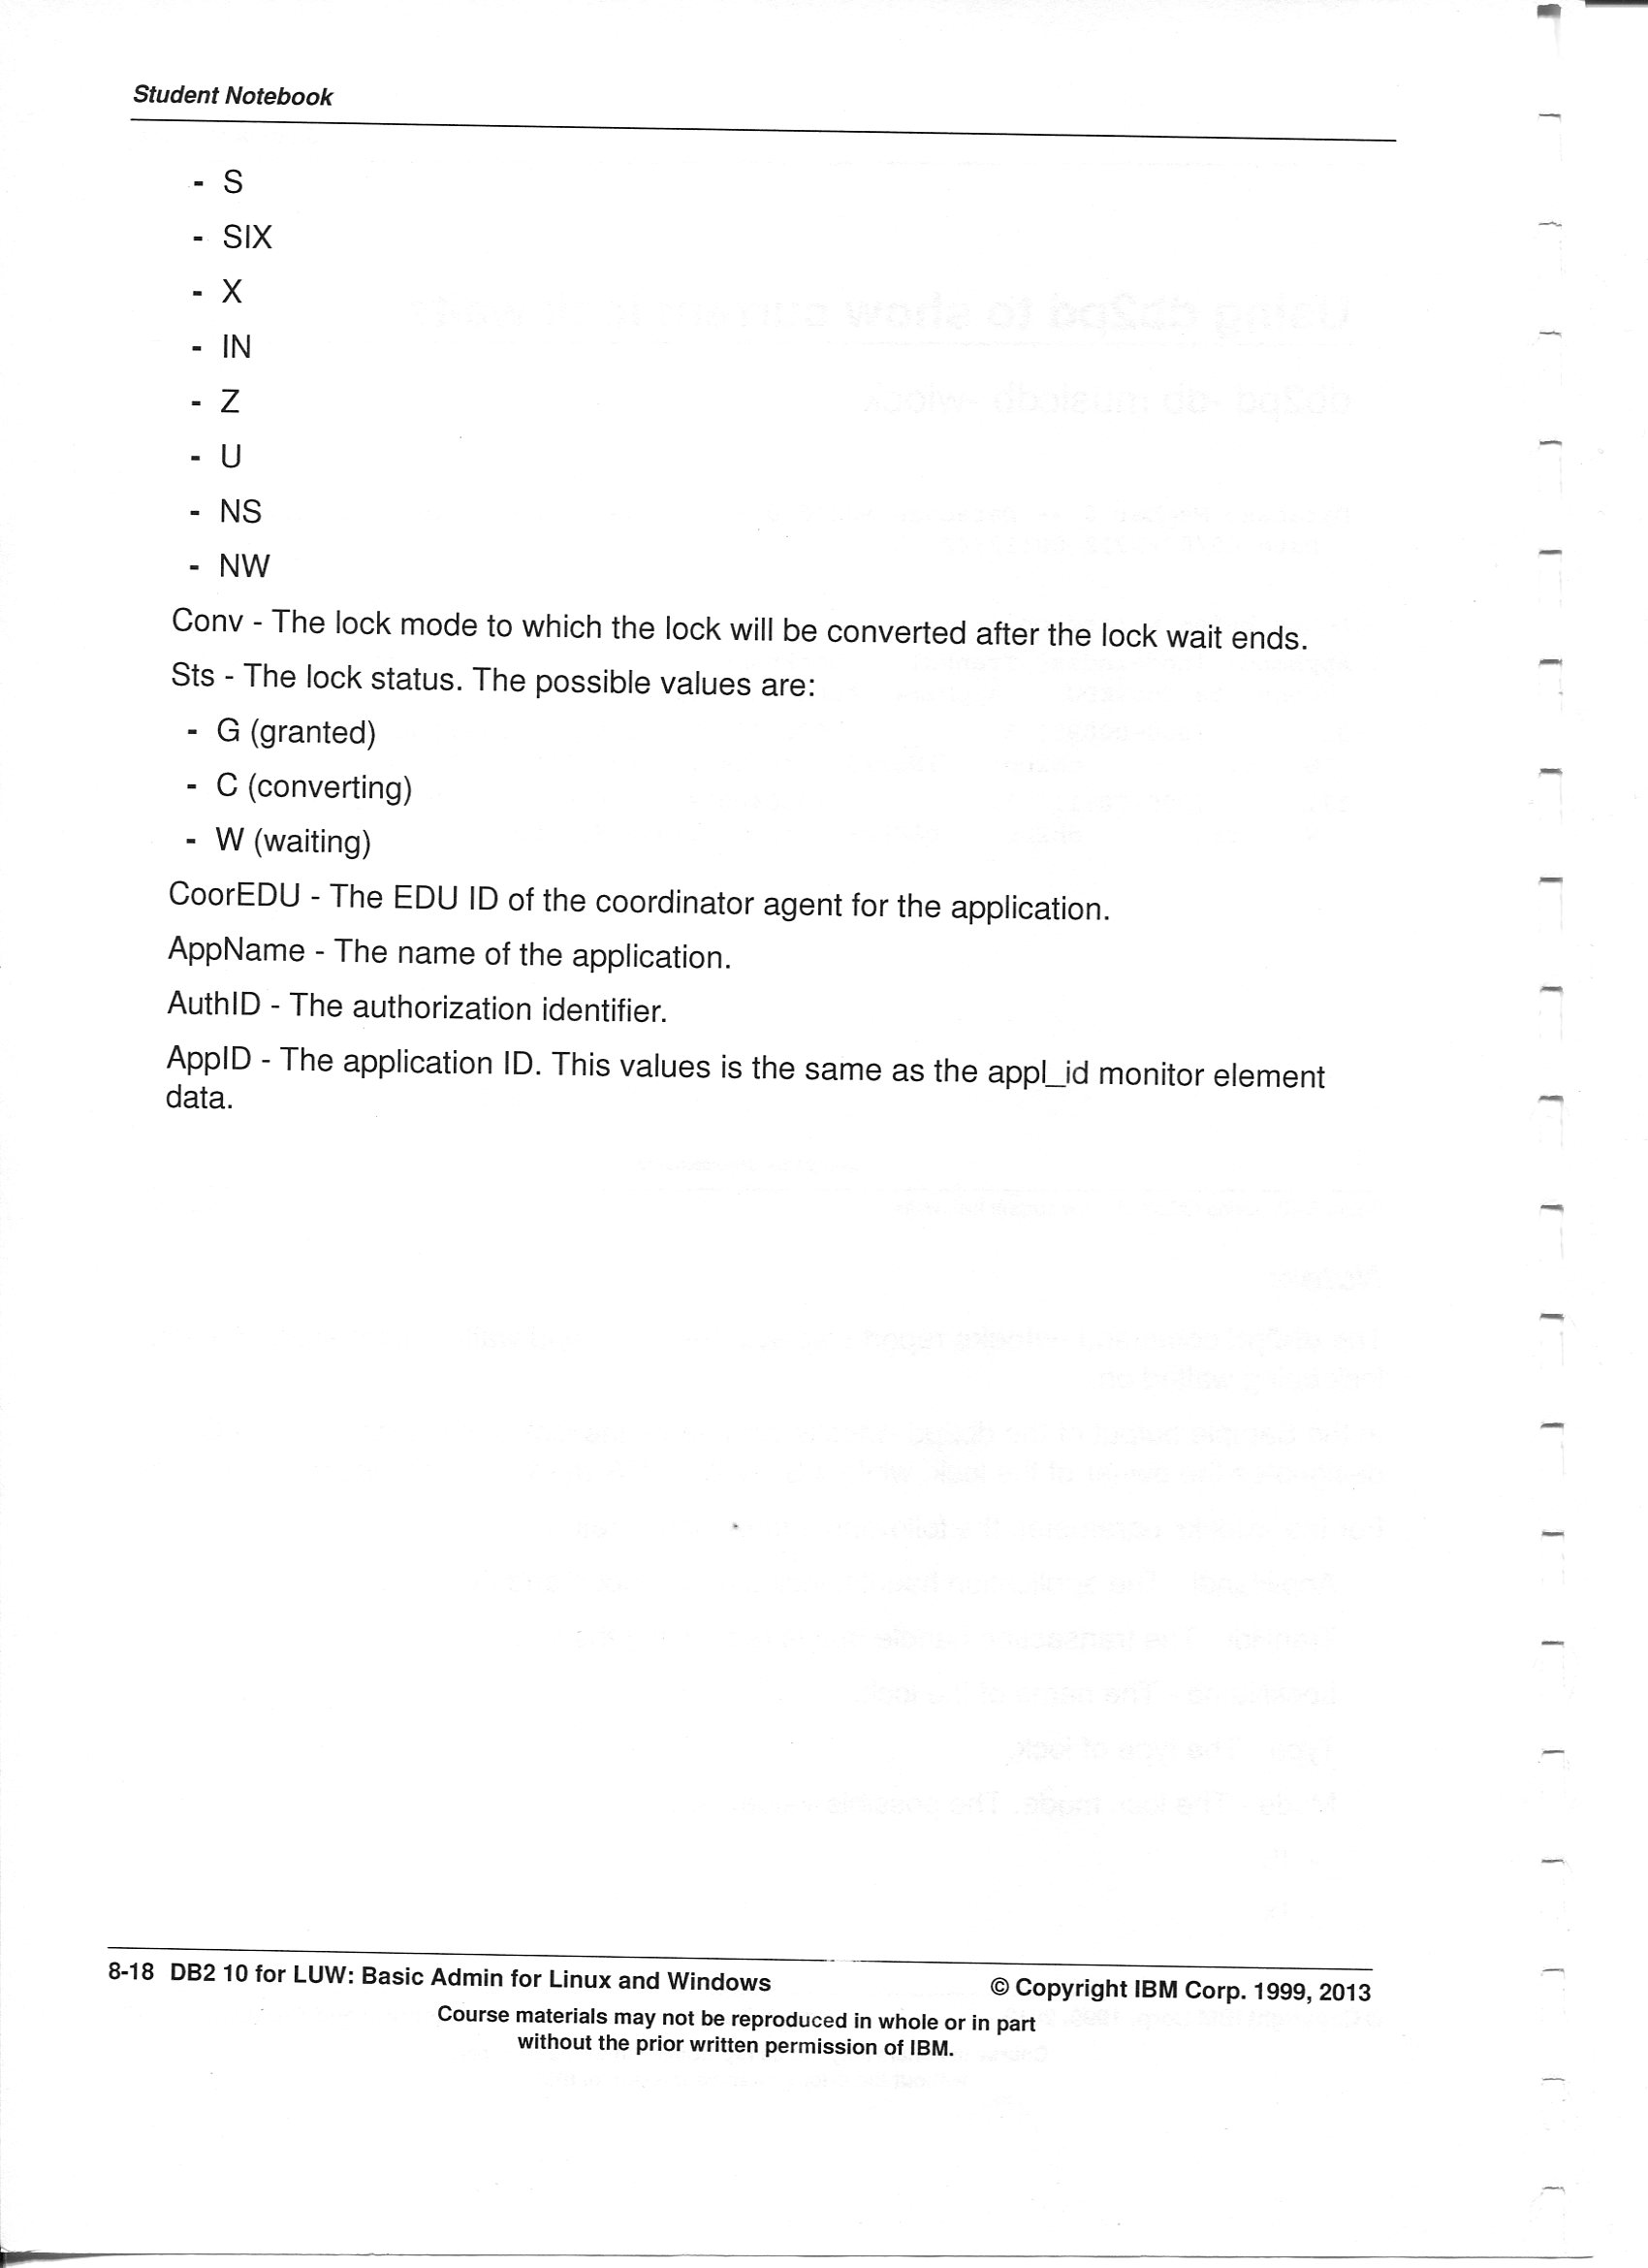 Student Notebook
- S
- SIX
- X
- IN
- Z
- U
- NS
- NW
Conv - The lock mode to which the lock will be converted after the lock wait ends.
Sts - The lock status. The possible values are:
- G (granted)
- C (converting)
- W (waiting)
CoorEDU - The EDU ID of the coordinator agent for the application.
AppName - The name of the application.
AuthID - The authorization identifier.
AppID - The application ID. This values is the same as the appl_id monitor element
data.
8-18 DB2 10 for LUW: Basic Admin for Linux and Windows © Copyright IBM Corp. 1999, 2013
Course materials may not be reproduced in whole or in part
without the prior written permission of IBM.